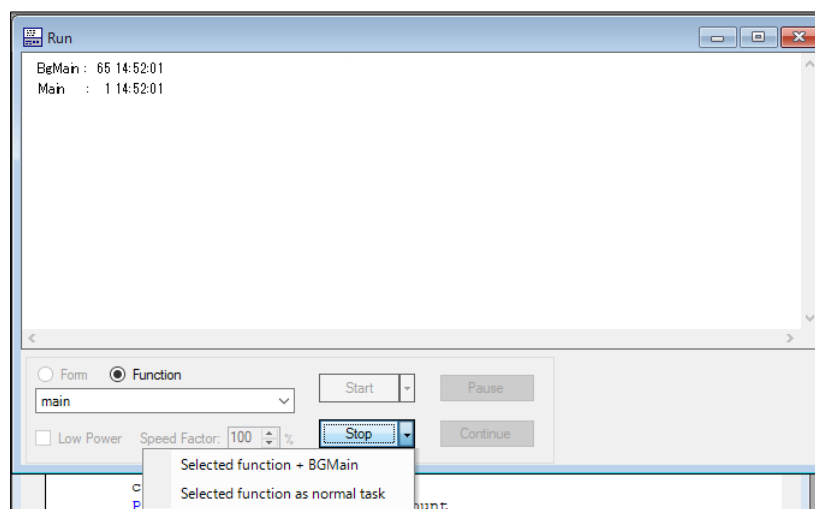 Run
BgMain : 65 14:52:01
Main : 1 14:52:01
Form Function
Start Pause
main
Low Power Speed Factor: 100 %
Stop Continue
Selected function + BGMain
Selected function as normal task